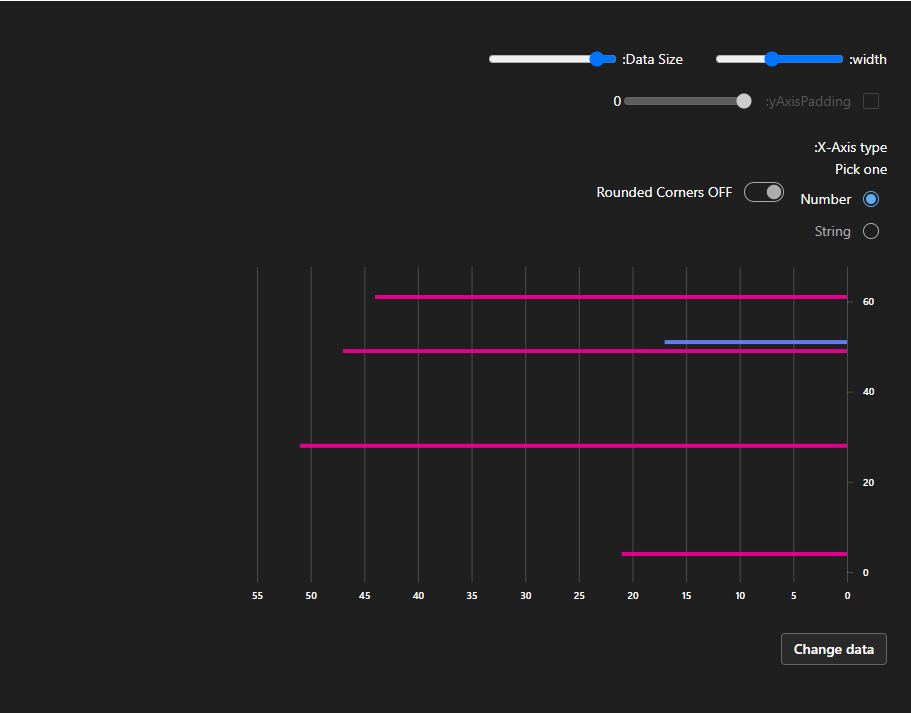 :width
:Data Size
:yAxisPadding
0
:X-Axis type
Pick one
Number
String
Rounded Corners OFF
60
40
20
0
55 50 45 40 35 30 25 20 15 10 5 0
Change data